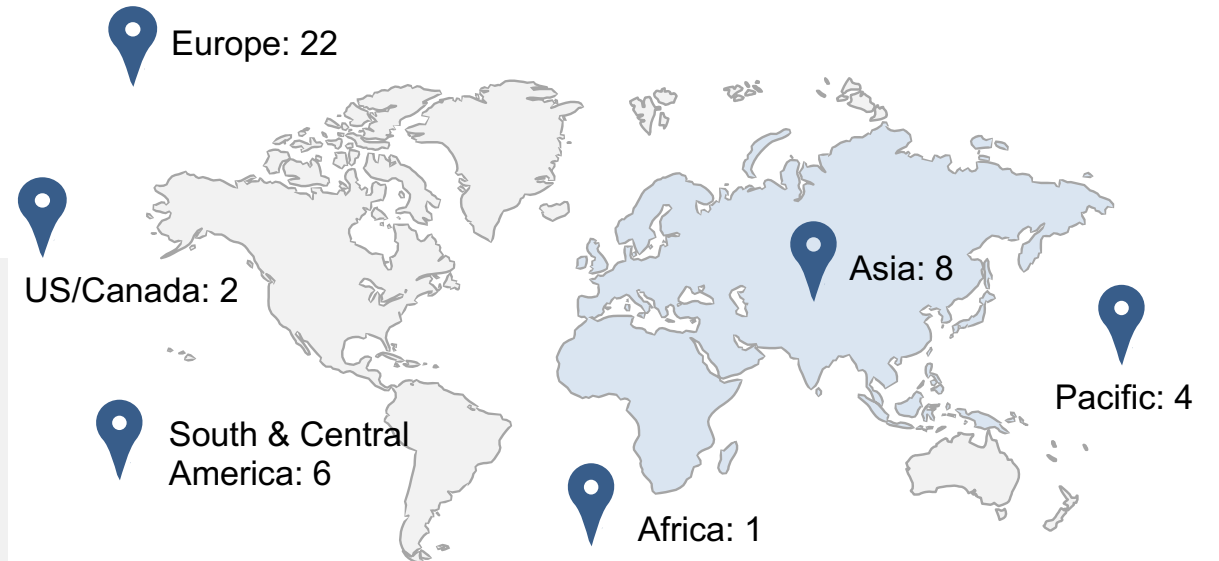 Europe: 22
US/Canada: 2
Asia: 8
Pacific: 4
South & Central
America: 6
Africa: 1